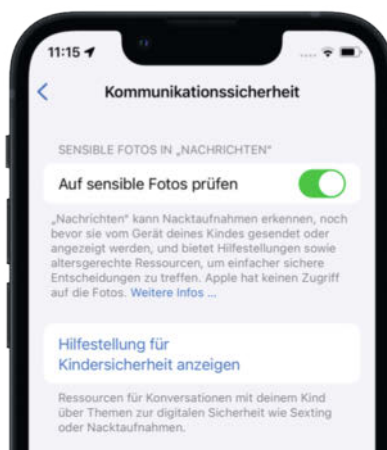 11:15
Kommunikationssicherheit
SENSIBLE FOTOS IN „NACHRICHTEN"
Auf sensible Fotos prüfen
„Nachrichten" kann Nacktaufnahmen erkennen, noch
bevor sie vom Gerät deines Kindes gesendet oder
angezeigt werden, und bietet Hilfestellungen sowie
altersgerechte Ressourcen, um einfacher sichere
Entscheidungen zu treffen. Apple hat keinen Zugriff
auf die Fotos. Weitere Infos ...
Hilfestellung für
Kindersicherheit anzeigen
Ressourcen für Konversationen mit deinem Kind
über Themen zur digitalen Sicherheit wie Sexting
oder Nacktaufnahmen.